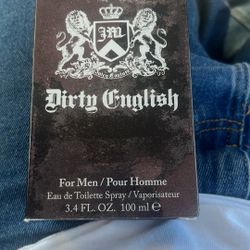 Dirty English
For Men / Pour Homme
Eau de Toilette Spray / Vaporisateur
3.4 FL. OZ. 100 ml e